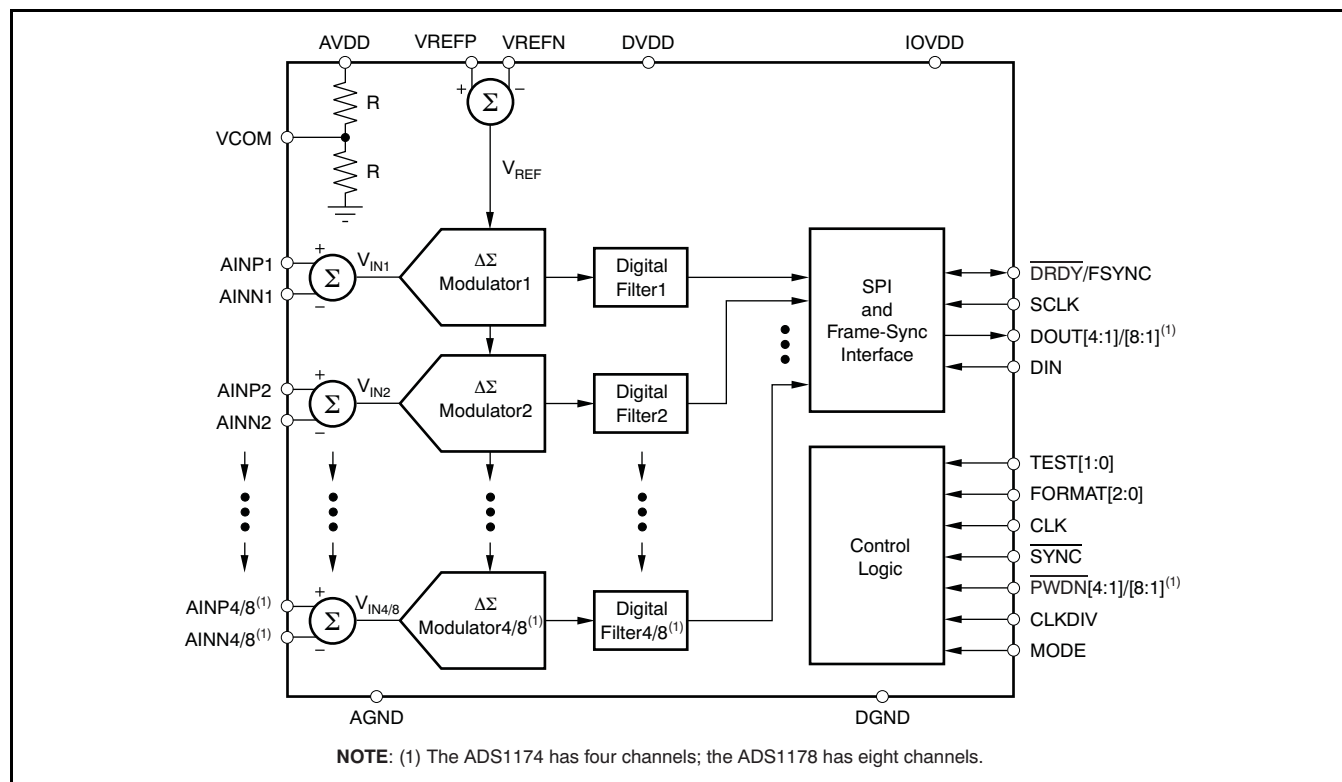 AVDD
VREFP
VREFN
DVDD
IOVDD
+
Σ
−
R
VCOM
R
VREF
AINP1
AINN1
+
Σ
−
VIN1
ΔΣ
Modulator1
Digital
Filter1
SPI
and
Frame-Sync
Interface
DRDY/FSYNC
SCLK
DOUT[4:1]/[8:1](1)
DIN
AINP2
AINN2
+
Σ
−
VIN2
ΔΣ
Modulator2
Digital
Filter2
Control
Logic
TEST[1:0]
FORMAT[2:0]
CLK
SYNC
PWDN[4:1]/[8:1](1)
CLKDIV
MODE
AINP4/8(1)
AINN4/8(1)
+
Σ
−
VIN4/8
ΔΣ
Modulator4/8(1)
Digital
Filter4/8(1)
AGND
DGND
NOTE: (1) The ADS1174 has four channels; the ADS1178 has eight channels.